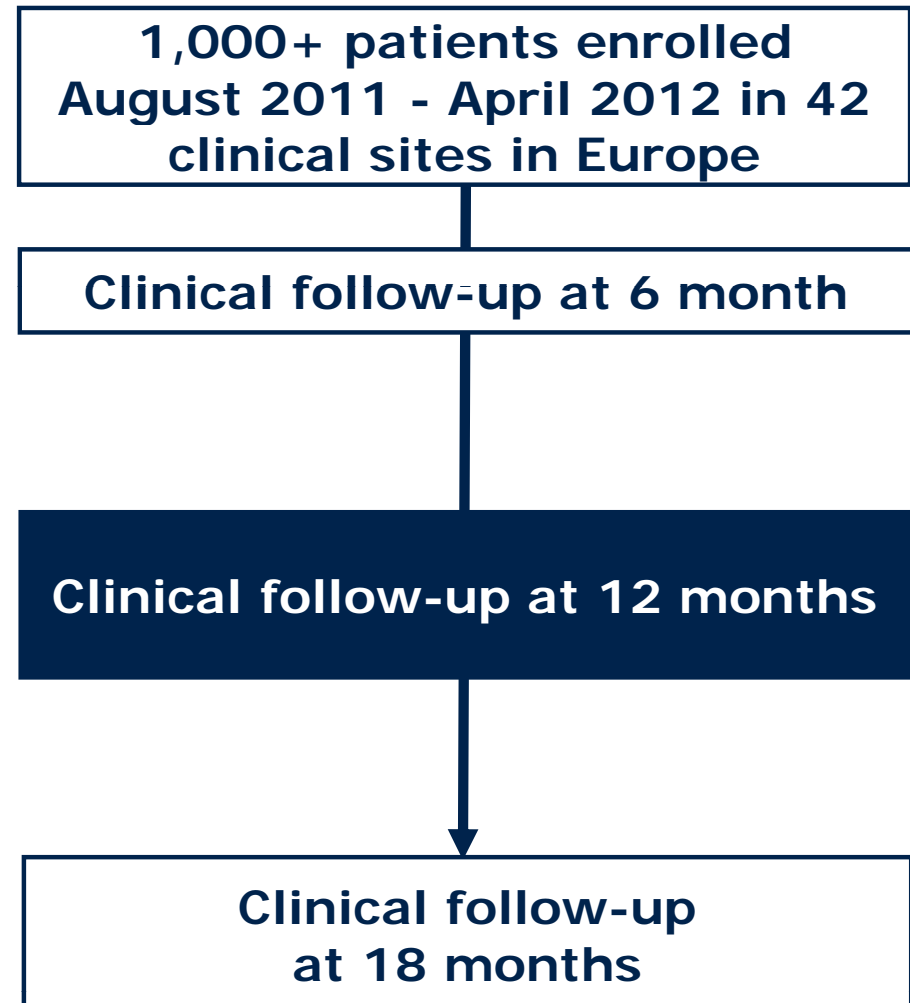 1,000+ patients enrolled
August 2011 - April 2012 in 42
clinical sites in Europe
Clinical follow-up at 6 month
Clinical follow-up at 12 months
Clinical follow-up
at 18 months